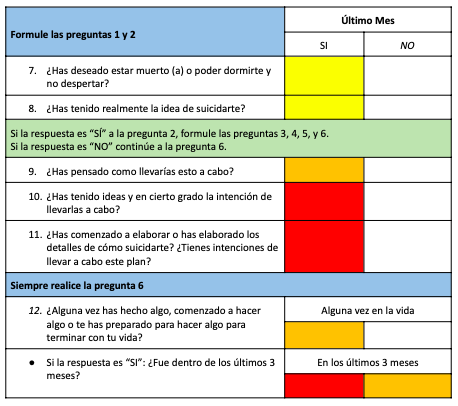 Formule las preguntas 1 y 2
Último Mes
SI
NO
7. ¿Has deseado estar muerto (a) o poder dormirte y
no despertar?
8. ¿Has tenido realmente la idea de suicidarte?
Si la respuesta es “SÍ” a la pregunta 2, formule las preguntas 3, 4, 5, y 6.
Si la respuesta es “NO” continúe a la pregunta 6.
9. ¿Has pensado como llevarías esto a cabo?
10. ¿Has tenido ideas y en cierto grado la intención de
llevarlas a cabo?
11. ¿Has comenzado a elaborar o has elaborado los
detalles de cómo suicidarte? ¿Tienes intenciones de
llevar a cabo este plan?
Siempre realice la pregunta 6
12. ¿Alguna vez has hecho algo, comenzado a hacer
algo o te has preparado para hacer algo para
terminar con tu vida?
Alguna vez en la vida
● Si la respuesta es “SI”: ¿Fue dentro de los últimos 3
meses?
En los últimos 3 meses